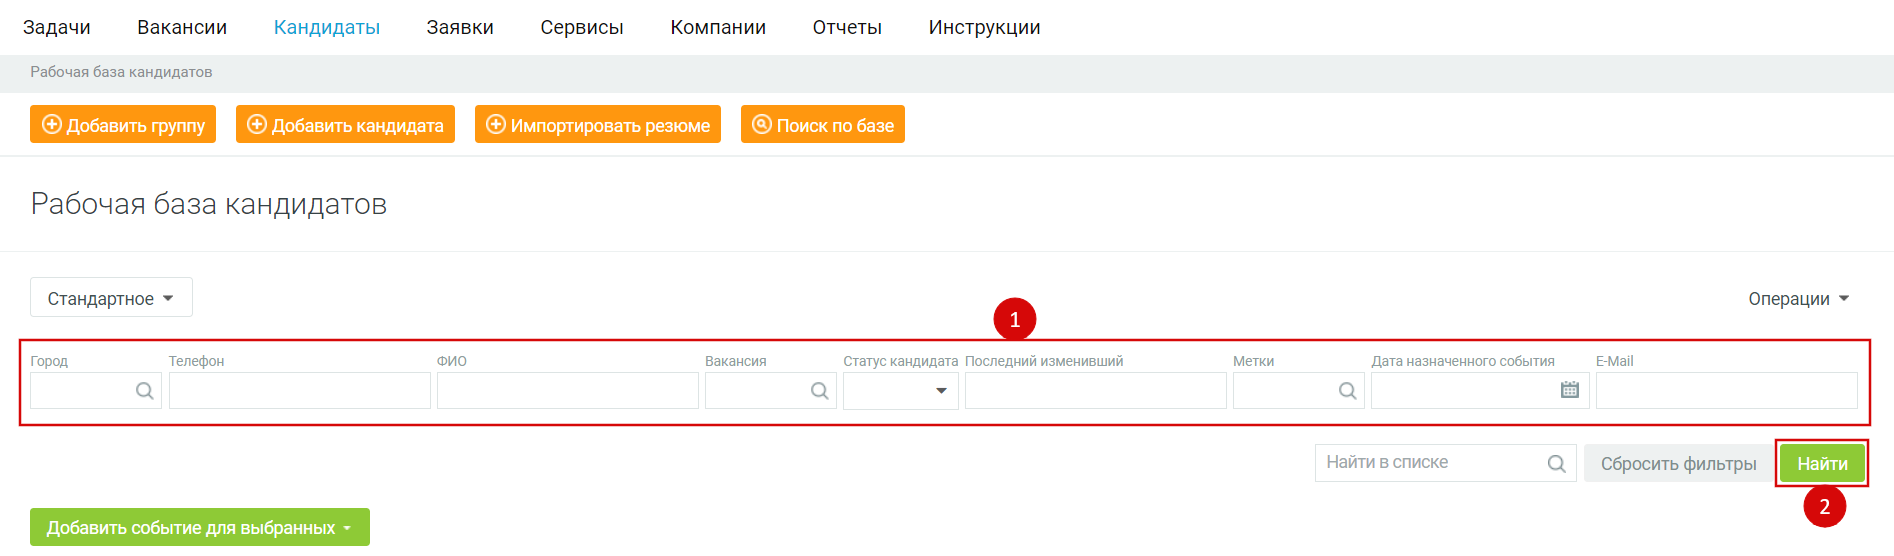 Задачи Вакансии Кандидаты Заявки Сервисы Компании Отчеты Инструкции
Рабочая база кандидатов
Добавить группу Добавить кандидата Импортировать резюме Поиск по базе
Рабочая база кандидатов
Стандартное Операции
1
Город Телефон ФИО Вакансия Статус кандидата Последний изменивший Метки Дата назначенного события E-Mail
Найти в списке Сбросить фильтры Найти
2
Добавить событие для выбранных